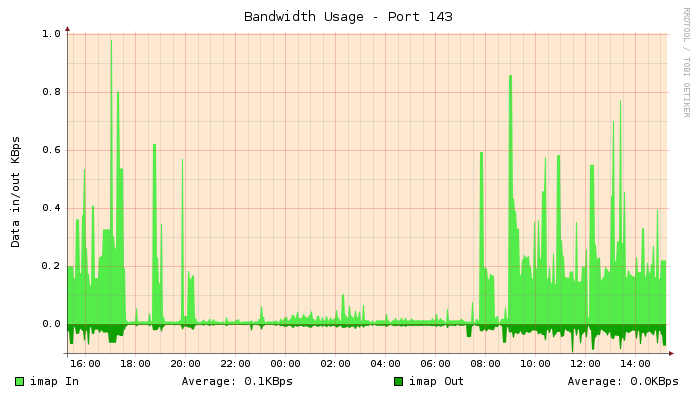 Bandwidth Usage - Port 143
RRDTOOL / TOBI OETIKER
Data in/out KBps
1.0
0.8
0.6
0.4
0.2
0.0
16:00 18:00 20:00 22:00 00:00 02:00 04:00 06:00 08:00 10:00 12:00 14:00
imap In Average: 0.1KBps imap Out Average: 0.0KBps